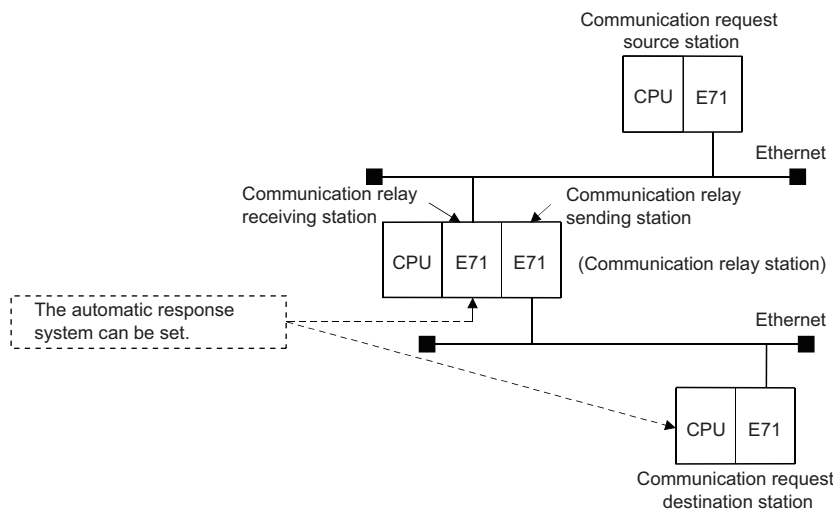 Communication request
source station
CPU E71
Ethernet
Communication relay
receiving station
Communication relay
sending station
CPU E71 E71
(Communication relay station)
The automatic response
system can be set.
Ethernet
CPU E71
Communication request
destination station